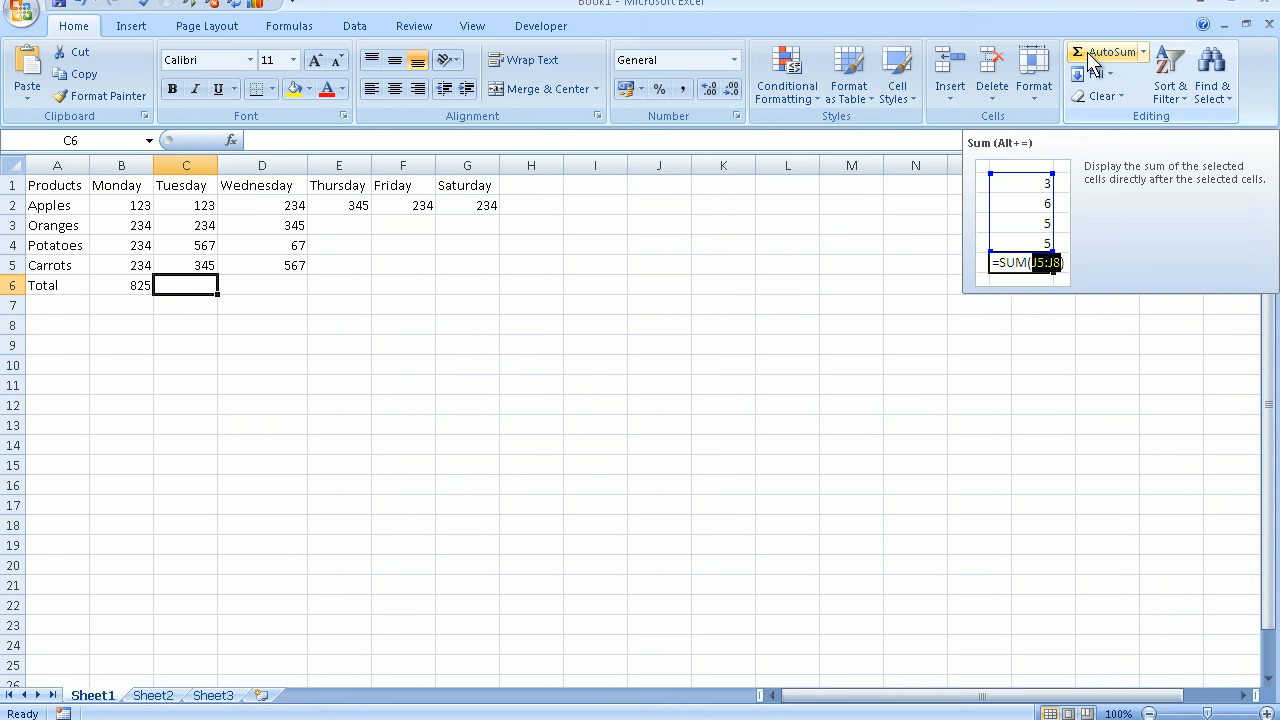 Book1 - Microsoft Excel
Home Insert Page Layout Formulas Data Review View Developer
Paste
Cut
Copy
Format Painter
Clipboard
Calibri 11
B I U
Font
Wrap Text
Merge & Center
Alignment
General
Number
Conditional Formatting
Format as Table
Cell Styles
Styles
Insert Delete Format
Cells
Σ AutoSum
Clear
Sort & Filter
Find & Select
Editing
C6 fx
Sum (Alt+=)
Display the sum of the selected
cells directly after the selected cells.
3
6
5
5
=SUM(J5:J8)
A B C D E F G H I J K L M N
1 Products Monday Tuesday Wednesday Thursday Friday Saturday
2 Apples 123 123 234 345 234 234
3 Oranges 234 234 345
4 Potatoes 234 567 67
5 Carrots 234 345 567
6 Total 825
7
8
9
10
11
12
13
14
15
16
17
18
19
20
21
22
23
24
25
26
Sheet1 Sheet2 Sheet3
Ready 100%